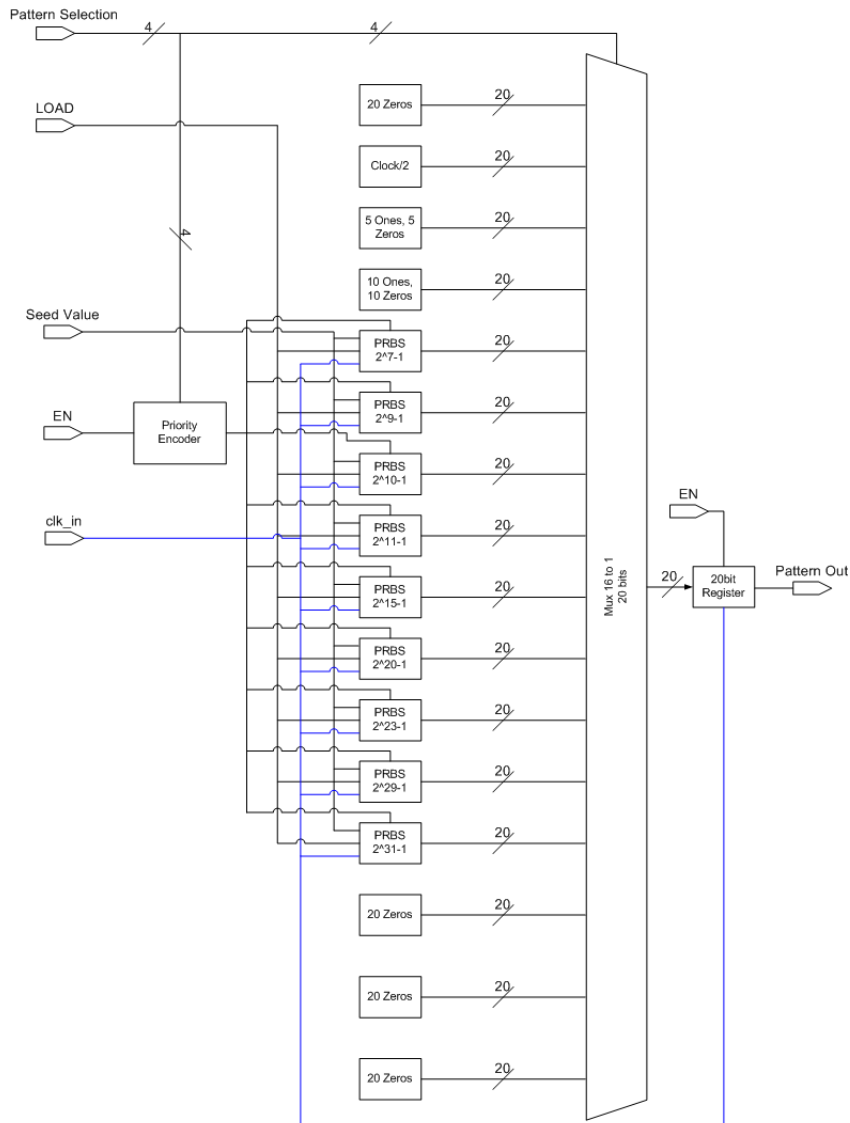 Pattern Selection
4
4
LOAD
20 Zeros
20
Clock/2
20
4
5 Ones, 5
Zeros
20
10 Ones,
10 Zeros
20
Seed Value
PRBS
2^7-1
20
EN
Priority
Encoder
PRBS
2^9-1
20
PRBS
2^10-1
20
clk_in
PRBS
2^11-1
20
EN
Mux 16 to 1
20 bits
20
20bit
Register
Pattern Out
PRBS
2^15-1
20
PRBS
2^20-1
20
PRBS
2^23-1
20
PRBS
2^29-1
20
PRBS
2^31-1
20
20 Zeros
20
20 Zeros
20
20 Zeros
20